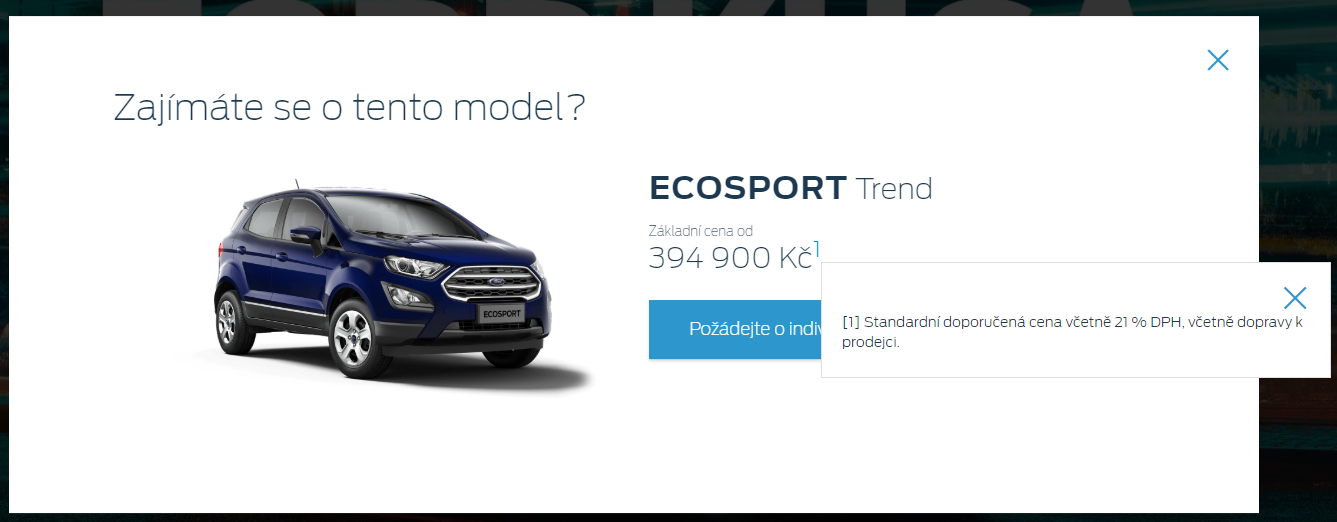 Zajímáte se o tento model?
ECOSPORT Trend
Základní cena od
394 900 Kč1
Požádejte o
[1] Standardní doporučená cena včetně 21 % DPH, včetně dopravy k
prodejci.
ECOSPORT